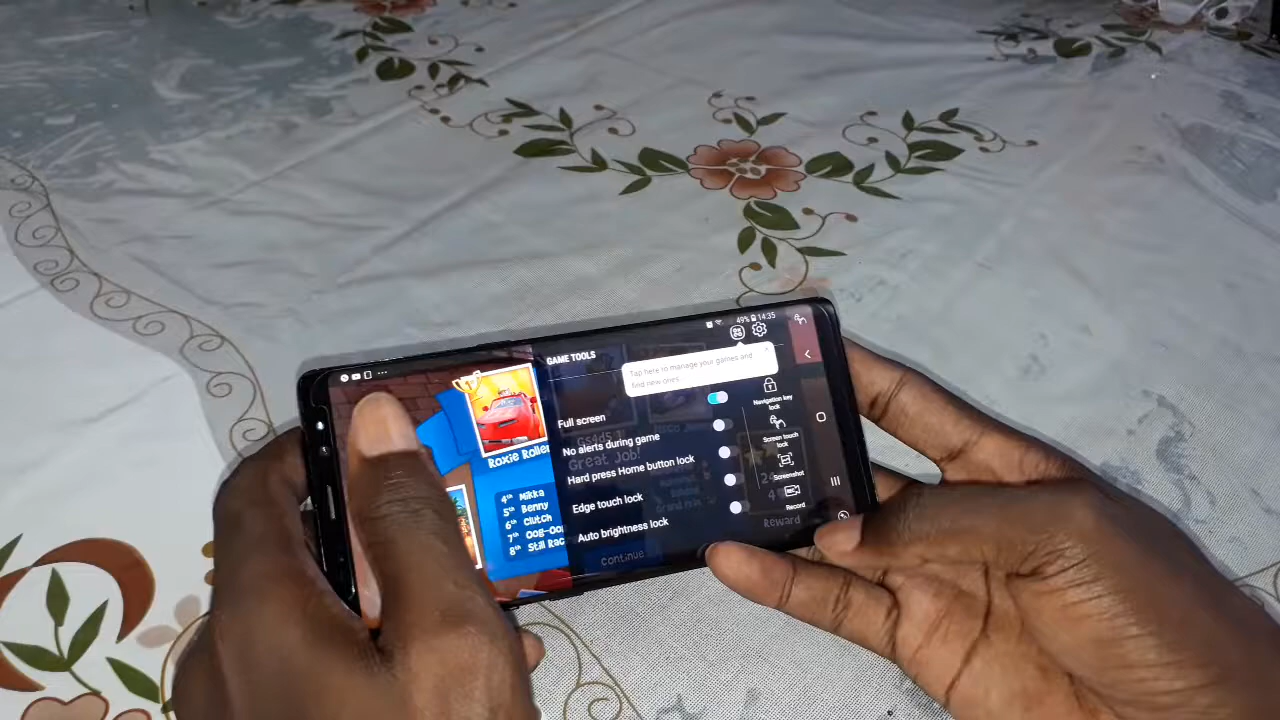 49% 14:35
GAME TOOLS
Tap here to manage your games and
find new ones.
Full screen
No alerts during game
Hard press Home button lock
Edge touch lock
Auto brightness lock
Navigation key
lock
Screen touch
lock
Screenshot
Record
Roxie Roller
4th Mikka
5th Benny
6th Clutch
7th Oog-Oo
8th Still Rac
Great Job!
Reward
Continue